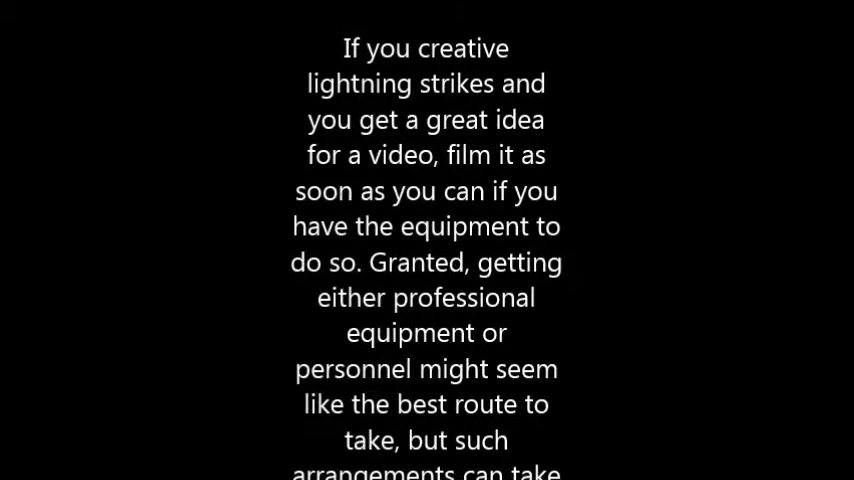 If you creative
lightning strikes and
you get a great idea
for a video, film it as
soon as you can if you
have the equipment to
do so. Granted, getting
either professional
equipment or
personnel might seem
like the best route to
take, but such
arrangements can take